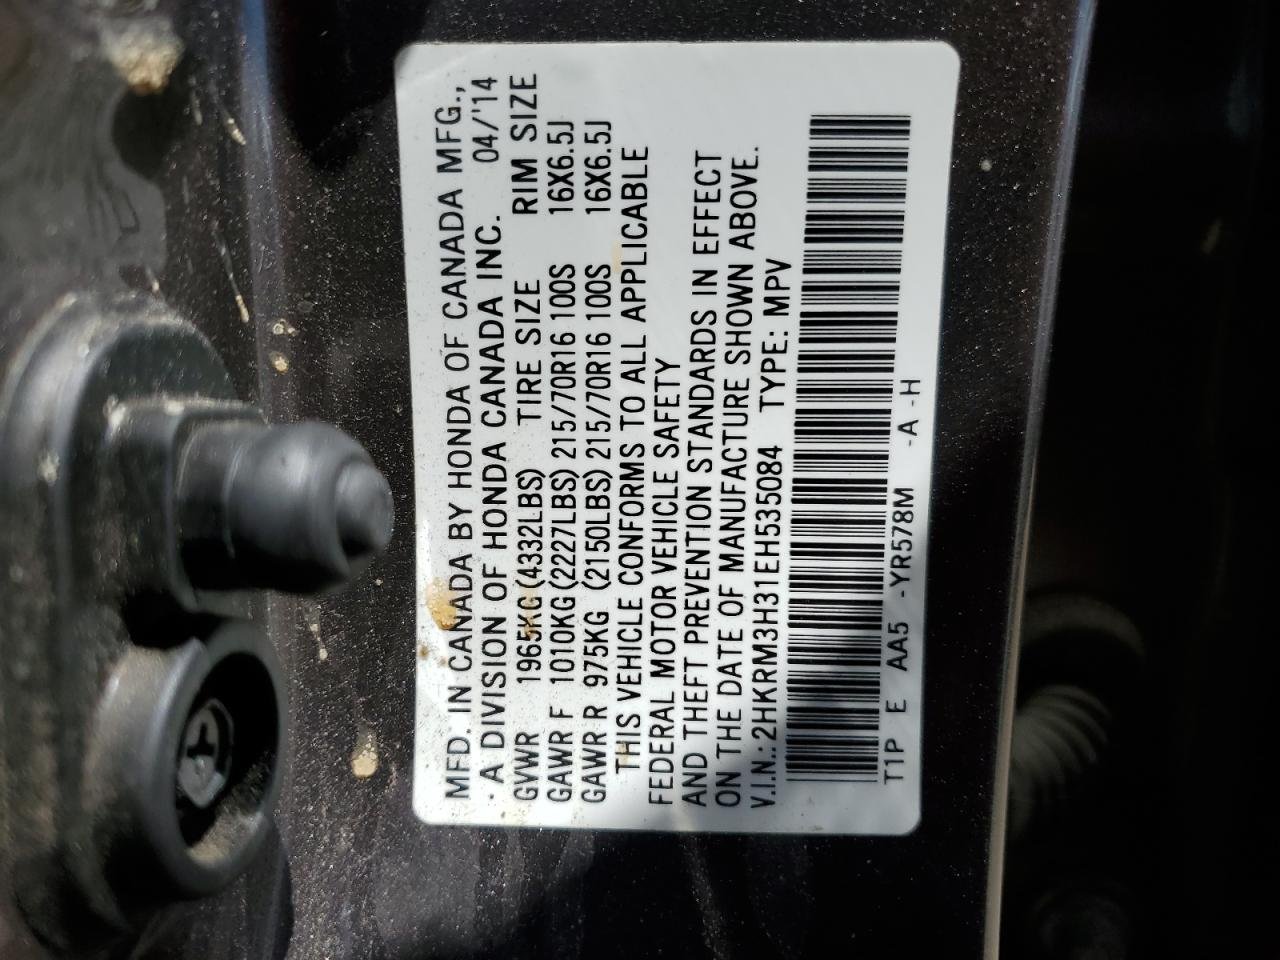 MFD. IN CANADA BY HONDA OF CANADA MFG.,
A DIVISION OF HONDA CANADA INC. 04/'14
GVWR 1965KG(4332LBS) TIRE SIZE RIM SIZE
GAWR F 1010KG(2227LBS) 215/70R16 100S 16X6.5J
GAWR R 975KG (2150LBS) 215/70R16 100S 16X6.5J
THIS VEHICLE CONFORMS TO ALL APPLICABLE
FEDERAL MOTOR VEHICLE SAFETY
AND THEFT PREVENTION STANDARDS IN EFFECT
ON THE DATE OF MANUFACTURE SHOWN ABOVE.
V.I.N.: 2HKRM3H31EH535084 TYPE: MPV
T1P E AA5 -YR578M -A -H